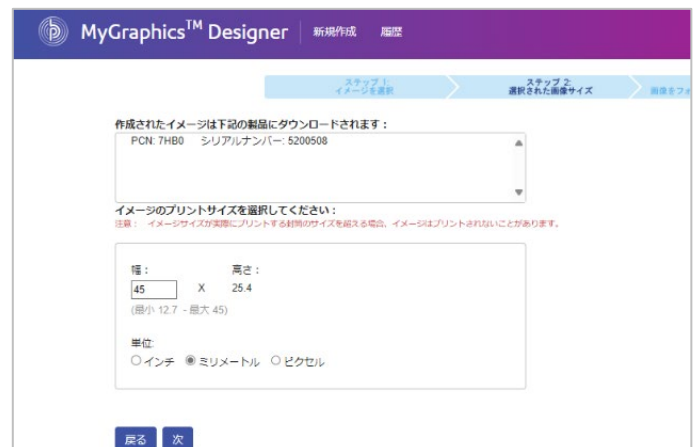 MyGraphics™ Designer 新規作成 履歴
ステップ 1: イメージを選択
ステップ 2: 選択された画像サイズ
画像をフォ
作成されたイメージは下記の製品にダウンロードされます：
PCN: 7HB0 シリアルナンバー: 5200508
イメージのプリントサイズを選択してください：
注意： イメージサイズが実際にプリントする封筒のサイズを超える場合、イメージはプリントされないことがあります。
幅： 高さ：
45 X 25.4
(最小 12.7 - 最大 45)
単位:
インチ ミリメートル ピクセル
戻る 次